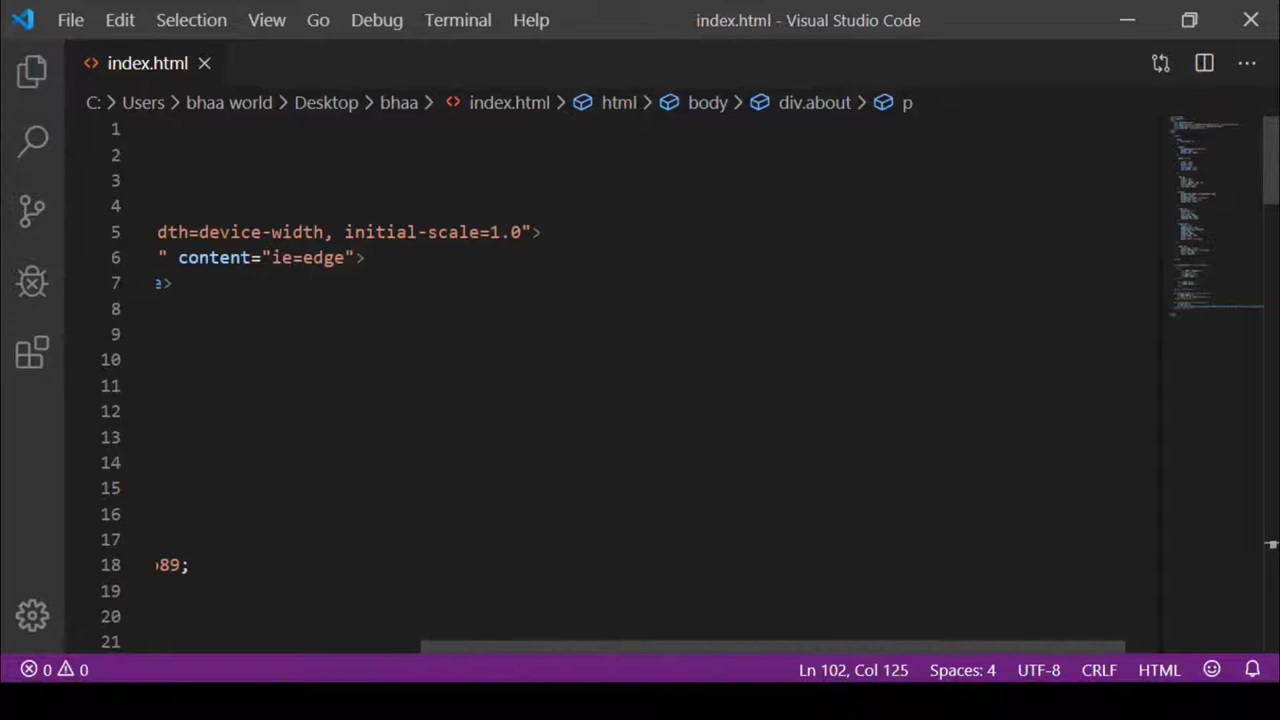 File Edit Selection View Go Debug Terminal Help index.html - Visual Studio Code
index.html
C: > Users > bhaa world > Desktop > bhaa > index.html > html > body > div.about > p
1
2
3
4
5 dth=device-width, initial-scale=1.0">
6 " content="ie=edge">
7 e>
8
9
10
11
12
13
14
15
16
17
18 b89;
19
20
21
0 0 Ln 102, Col 125 Spaces: 4 UTF-8 CRLF HTML